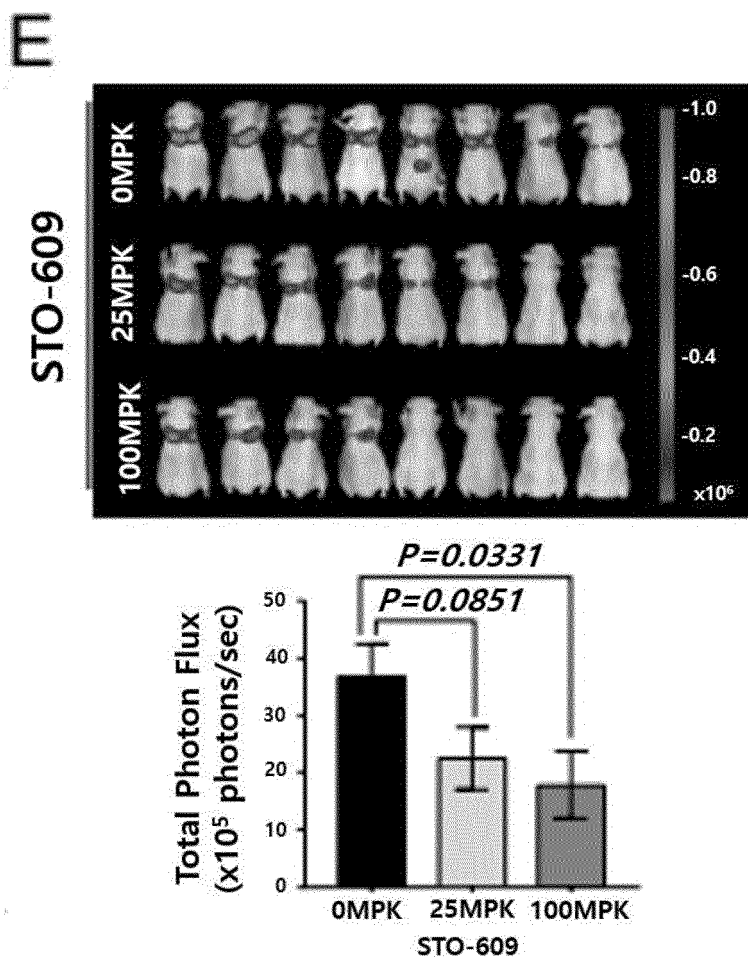 E
STO-609
0MPK
25MPK
100MPK
-1.0
-0.8
-0.6
-0.4
-0.2
x10⁶
P=0.0331
P=0.0851
Total Photon Flux
(x10⁵ photons/sec)
50
40
30
20
10
0
0MPK 25MPK 100MPK
STO-609